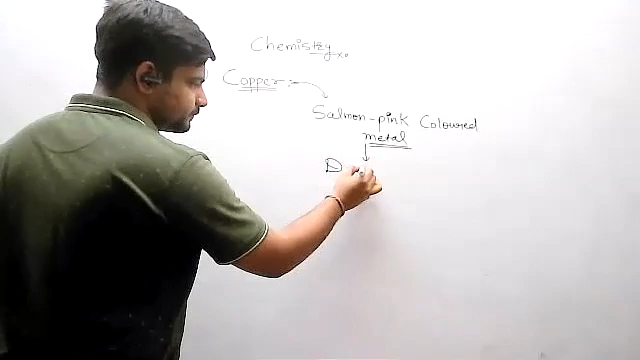 Chemistry
Copper :-
Salmon-pink Coloured
metal
D